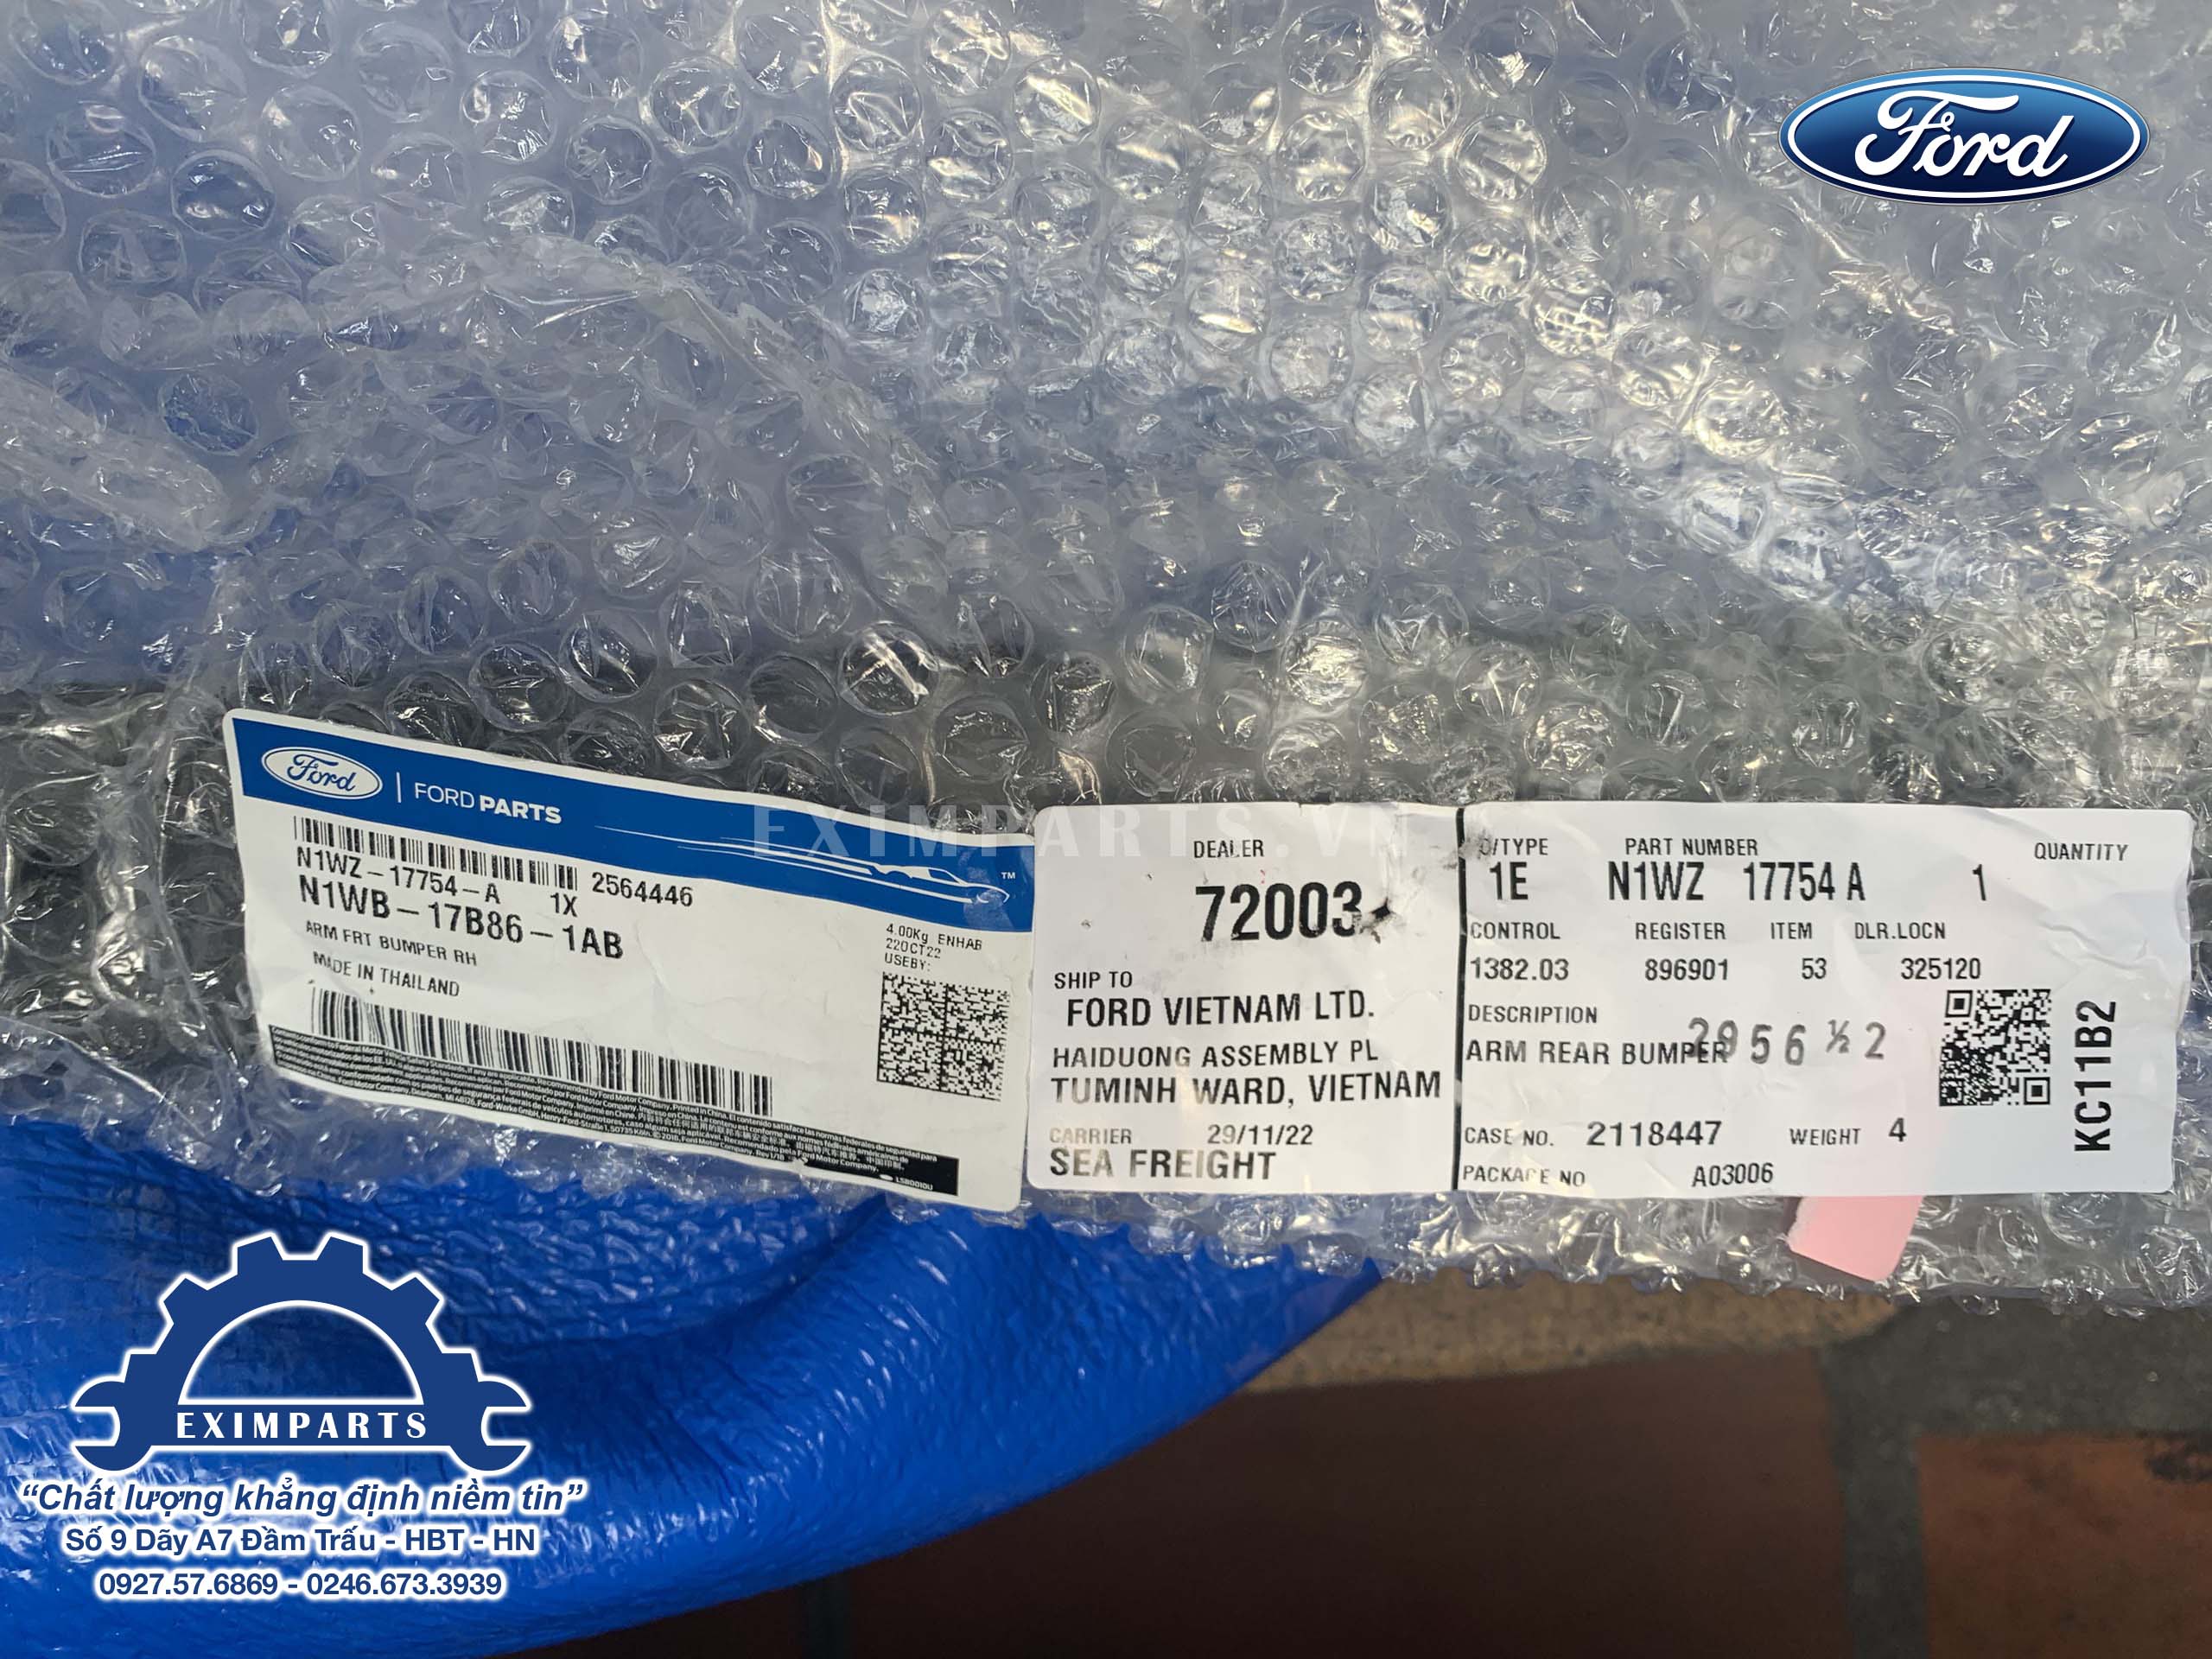 Ford
Ford | FORD PARTS
™
N1WZ-17754-A 1X 2564446
N1WB-17B86-1AB
ARM FRT BUMPER RH
MADE IN THAILAND
4.00Kg ENHAB
22OCT22
USEBY:
EXIMPARTS.VN
DEALER
72003
SHIP TO
FORD VIETNAM LTD.
HAIDUONG ASSEMBLY PL
TUMINH WARD, VIETNAM
CARRIER 29/11/22
SEA FREIGHT
O/TYPE PART NUMBER QUANTITY
1E N1WZ 17754 A 1
CONTROL REGISTER ITEM DLR.LOCN
1382.03 896901 53 325120
DESCRIPTION
ARM REAR BUMPER
2956 ½ 2
CASE NO. 2118447 WEIGHT 4
PACKAGE NO A03006
KC11B2
EXIMPARTS
“Chất lượng khẳng định niềm tin”
Số 9 Dãy A7 Đầm Trấu - HBT - HN
0927.57.6869 - 0246.673.3939